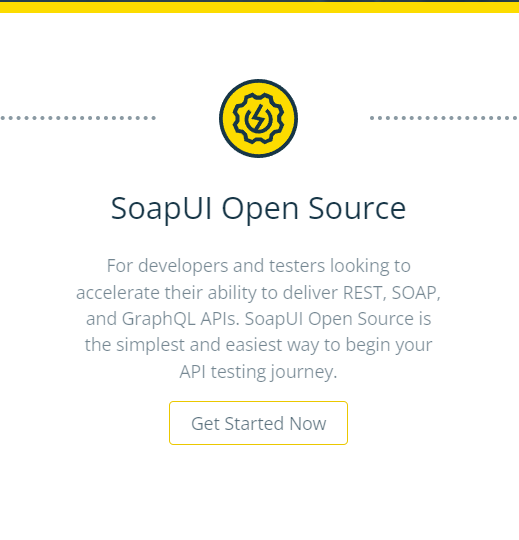 SoapUI Open Source
For developers and testers looking to
accelerate their ability to deliver REST, SOAP,
and GraphQL APIs. SoapUI Open Source is
the simplest and easiest way to begin your
API testing journey.
Get Started Now